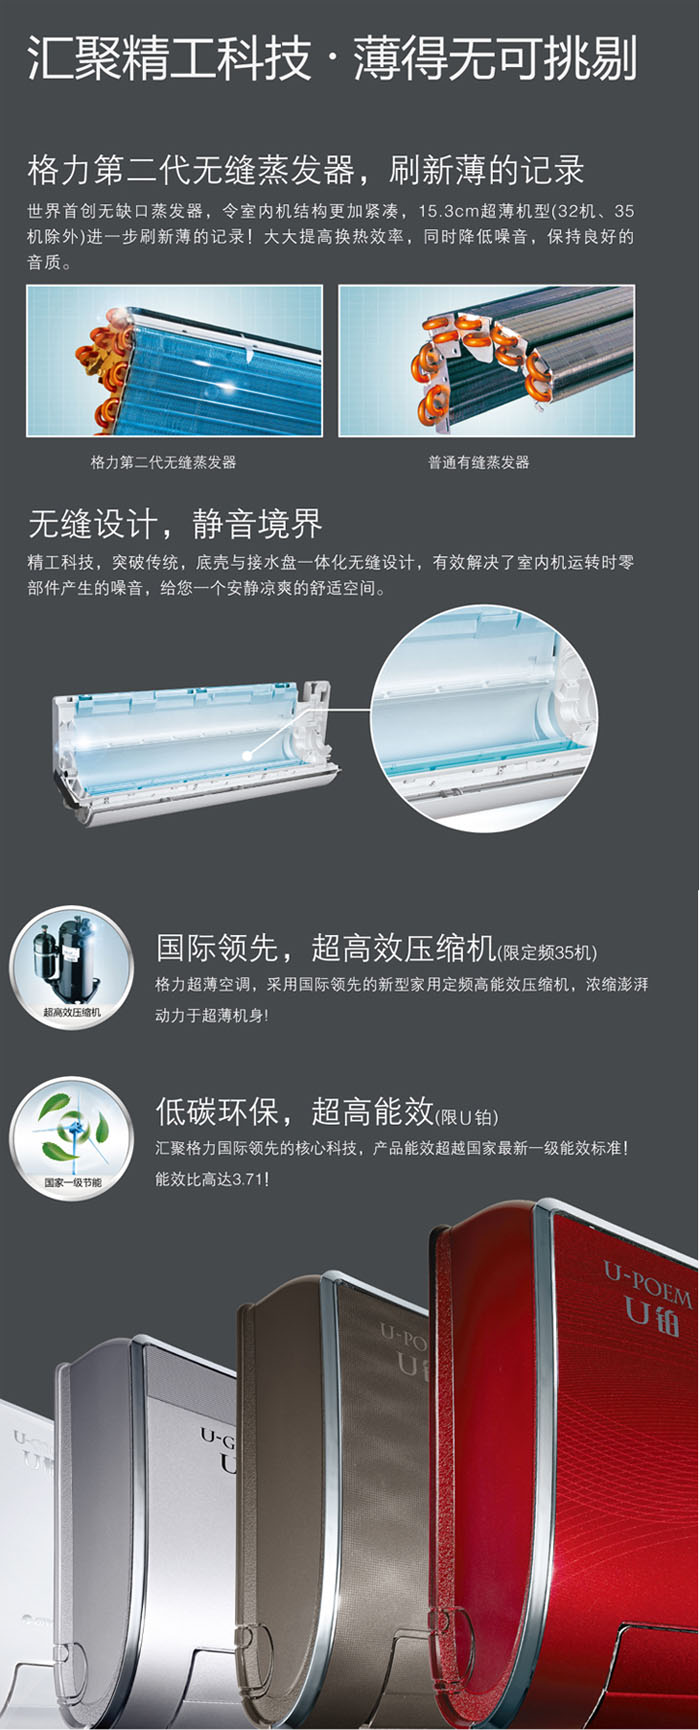 汇聚精工科技·薄得无可挑剔
格力第二代无缝蒸发器，刷新薄的记录
世界首创无缺口蒸发器，令室内机结构更加紧凑，15.3cm超薄机型(32机、35
机除外)进一步刷新薄的记录！大大提高换热效率，同时降低噪音，保持良好的
音质。
格力第二代无缝蒸发器
普通有缝蒸发器
无缝设计，静音境界
精工科技，突破传统，底壳与接水盘一体化无缝设计，有效解决了室内机运转时零
部件产生的噪音，给您一个安静凉爽的舒适空间。
超高效压缩机
国际领先，超高效压缩机(限定频35机)
格力超薄空调，采用国际领先的新型家用定频高能效压缩机，浓缩澎湃
动力于超薄机身!
国家一级节能
低碳环保，超高能效(限U铂)
汇聚格力国际领先的核心科技，产品能效超越国家最新一级能效标准！
能效比高达3.71！
U-POEM
U铂
U-PO
U
U-G
U
U-
U